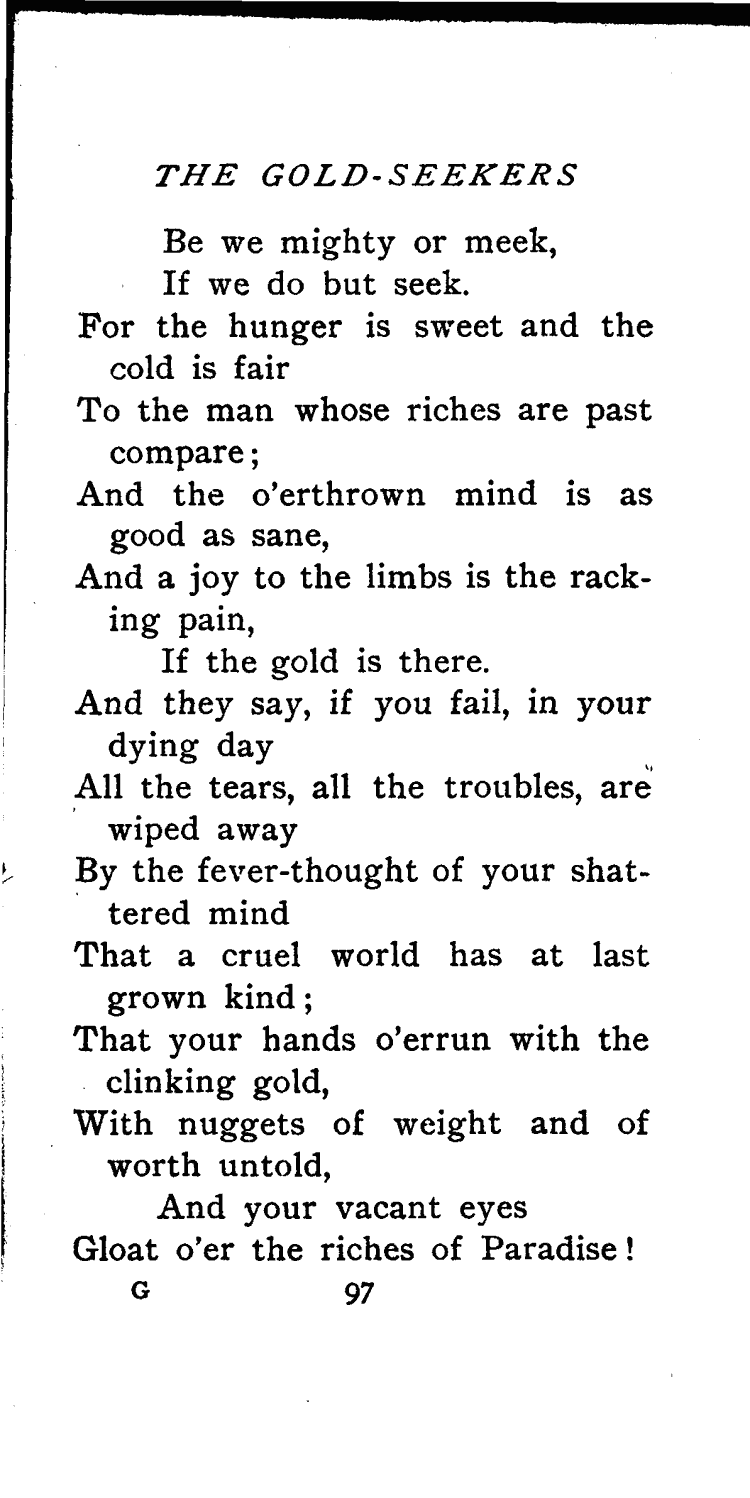 THE GOLD-SEEKERS
Be we mighty or meek,
If we do but seek.
For the hunger is sweet and the
cold is fair
To the man whose riches are past
compare;
And the o'erthrown mind is as
good as sane,
And a joy to the limbs is the rack-
ing pain,
If the gold is there.
And they say, if you fail, in your
dying day
All the tears, all the troubles, are
wiped away
By the fever-thought of your shat-
tered mind
That a cruel world has at last
grown kind;
That your hands o'errun with the
clinking gold,
With nuggets of weight and of
worth untold,
And your vacant eyes
Gloat o'er the riches of Paradise!
G 97